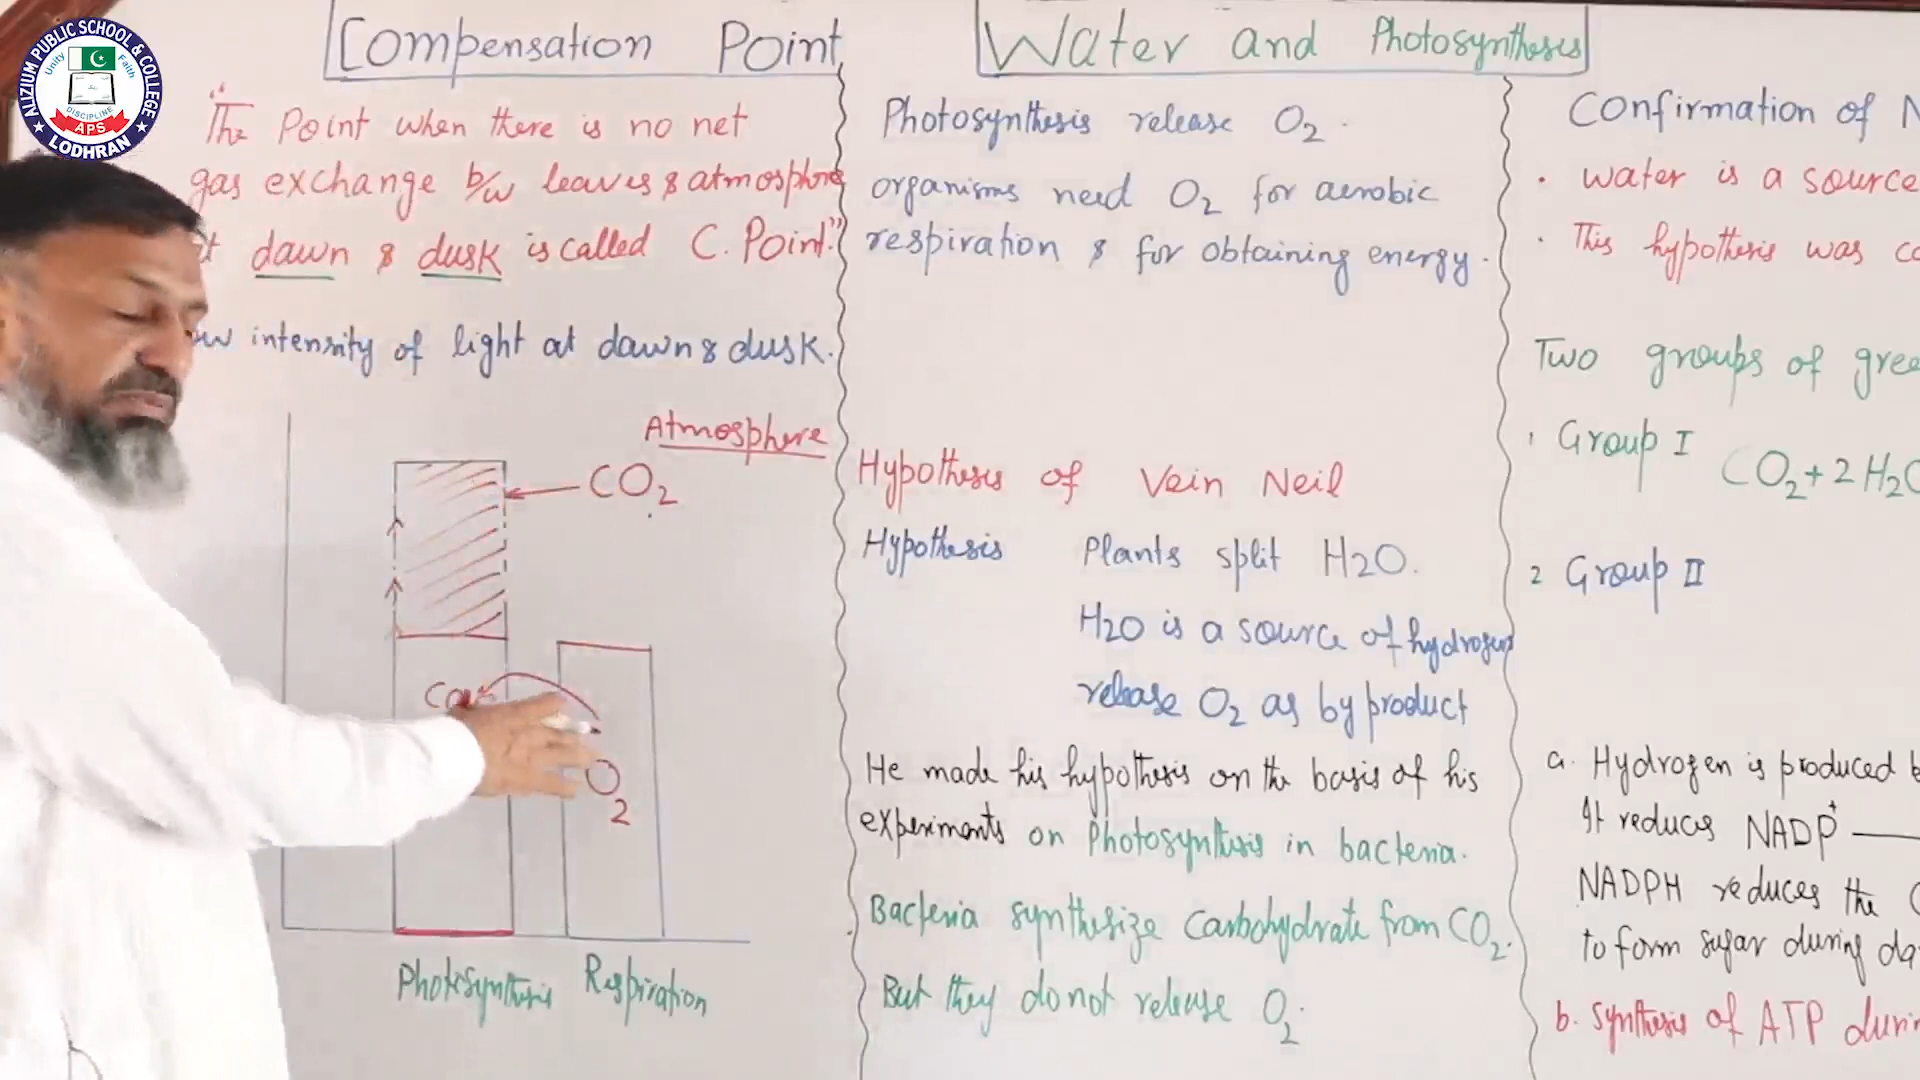 ALIZIUM PUBLIC SCHOOL & COLLEGE
Unity
Faith
DISCIPLINE
APS
LODHRAN
Compensation Point
"The Point when there is no net
gas exchange b/w leaves &
dawn & dusk is called C. Point."
intensity of light at dawn & dusk.
Atmosphere
CO2
O2
Photosynthesis Respiration
Water and Photosynthesis
Photosynthesis release O2.
organisms need O2 for aerobic
respiration & for obtaining energy.
Hypothesis of Vein Neil
Hypothesis Plants split H2O.
H2O is a source of hydrogen
release O2 as by product
He made his hypothesis on the basis of his
experiments on Photosynthesis in bacteria.
Bacteria synthesize Carbohydrate from CO2.
But they do not release O2.
Confirmation of N
· water is a source
· This hypothesis was co
Two groups of gree
1 Group I CO2 + 2H2O
2 Group II
a. Hydrogen is produced b
It reduces NADP+
NADPH reduces the C
to form sugar during da
b. Synthesis of ATP durin